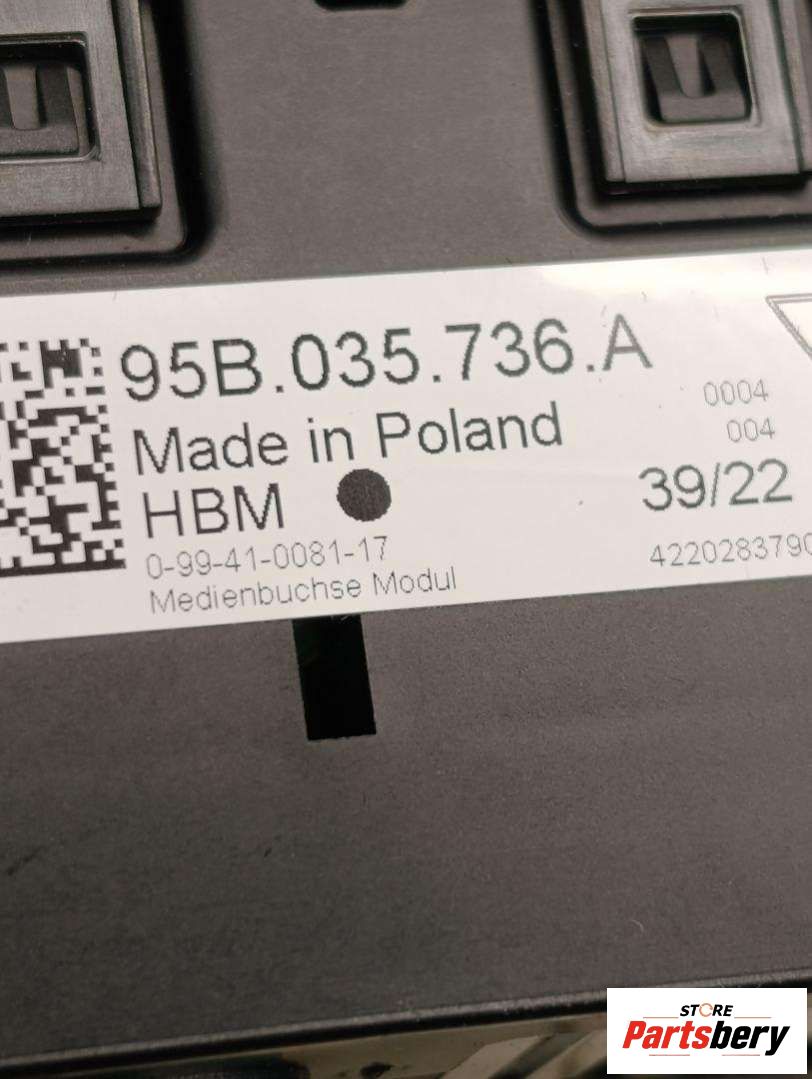 95B.035.736.A
0004
Made in Poland
004
HBM
39/22
0-99-41-0081-17
4220283790
Medienbuchse Modul
STORE
Partsbery